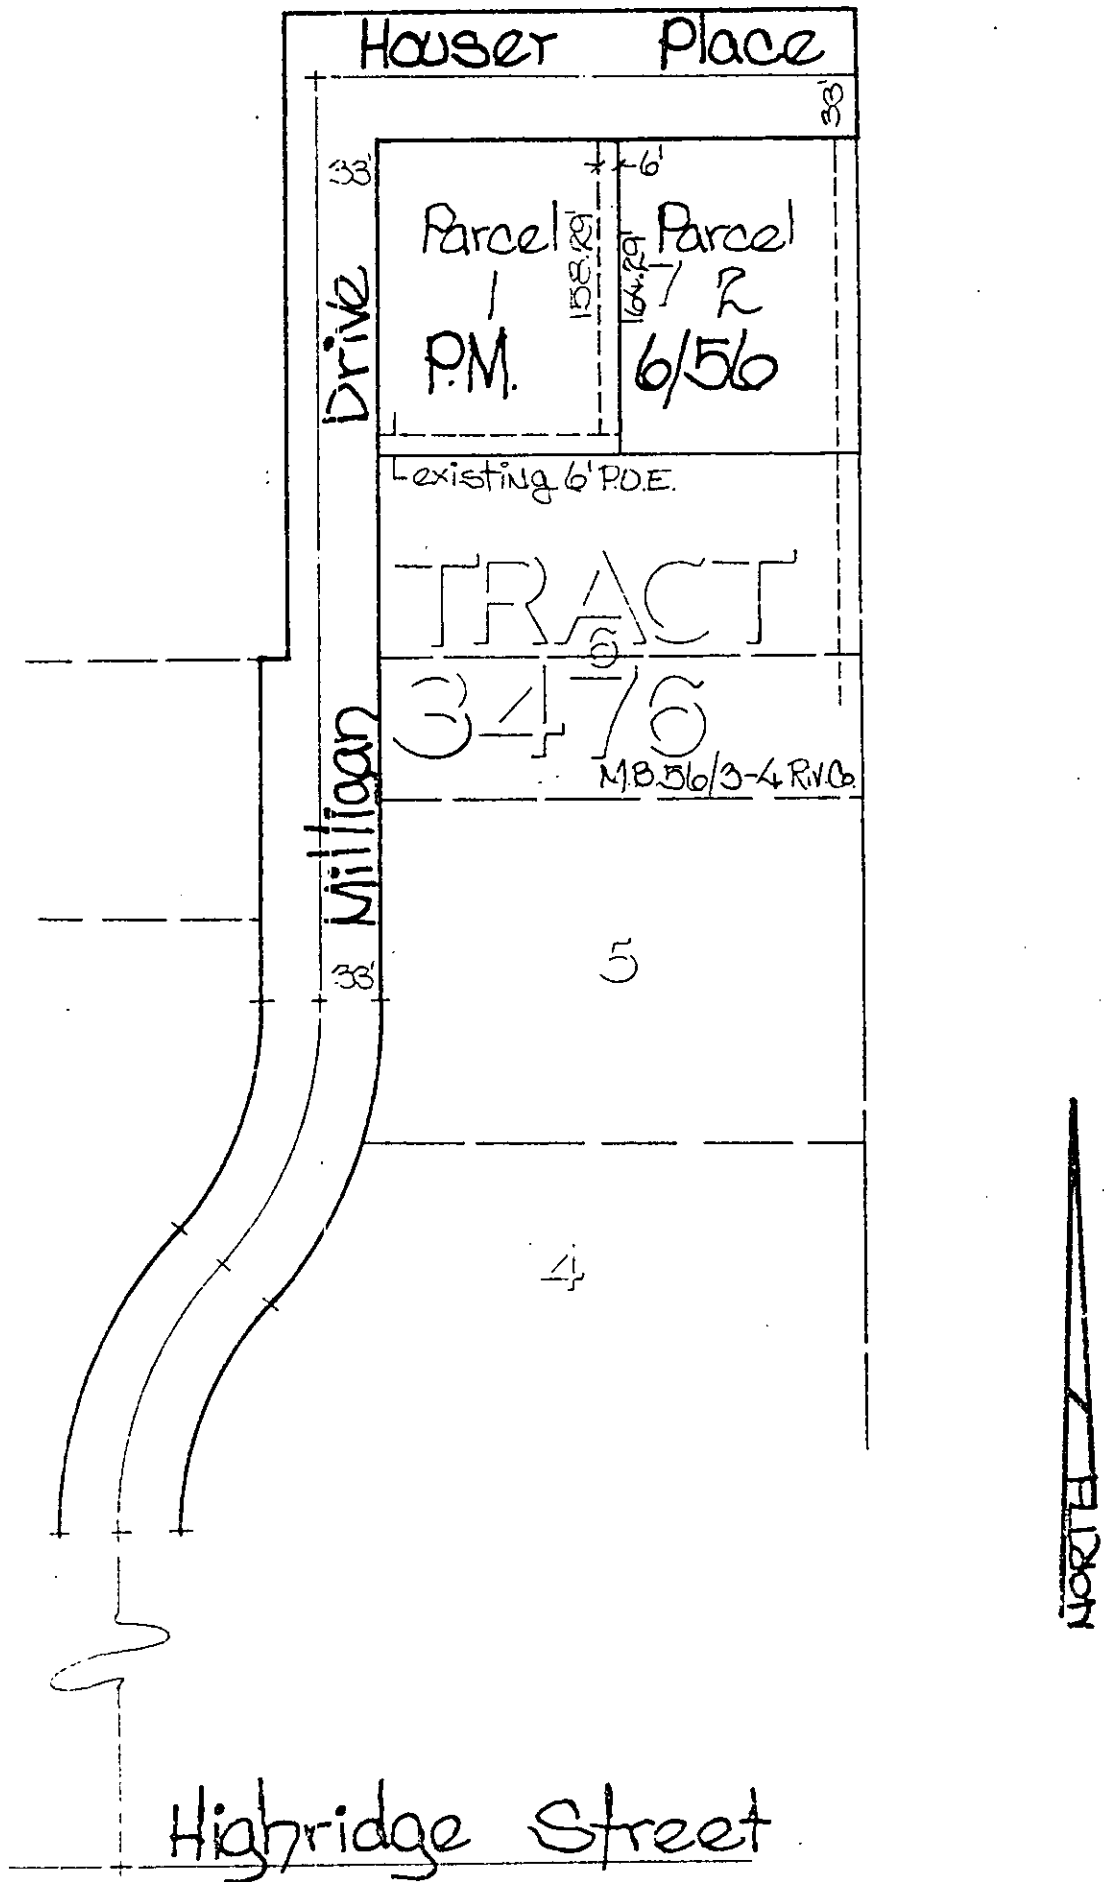 Houser Place
33'
33'
6'
Parcel
1
P.M.
158.29'
164.29'
Parcel
7 2
6/56
Drive
existing 6' P.U.E.
TRACT
6
3476
M.B. 56/3-4 Riv. Co.
Milligan
33'
5
4
NORTH
Highridge Street